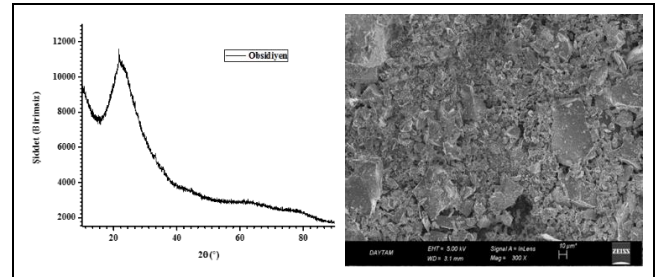 12000
10000
8000
6000
4000
2000
20
40
60
80
Şiddet (Birimsiz)
2θ (°)
Obsidiyen
DAYTAM
EHT = 5.00 kV
WD = 3.1 mm
Signal A = InLens
Mag = 300 X
10 µm
ZEISS